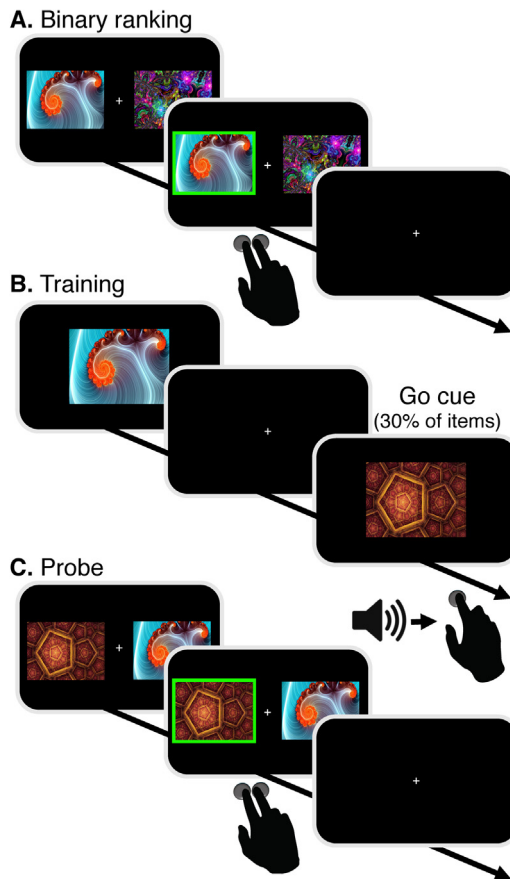 A. Binary ranking
B. Training
Go cue
(30% of items)
C. Probe